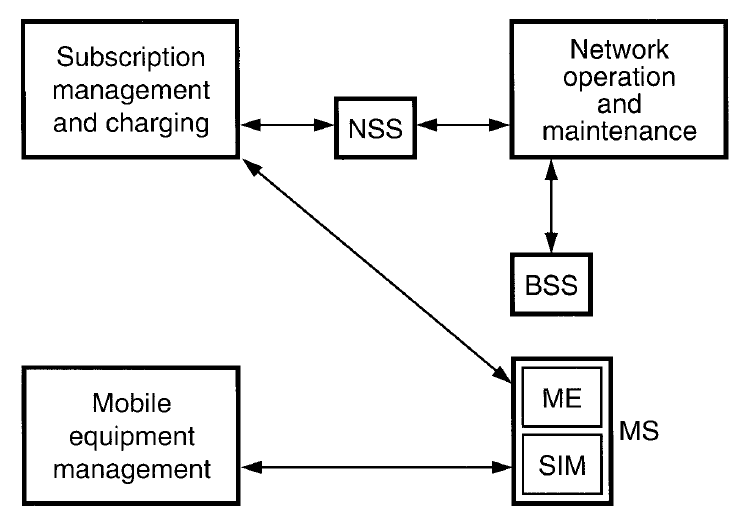 Subscription
management
and charging
NSS
Network
operation
and
maintenance
BSS
Mobile
equipment
management
ME
SIM
MS